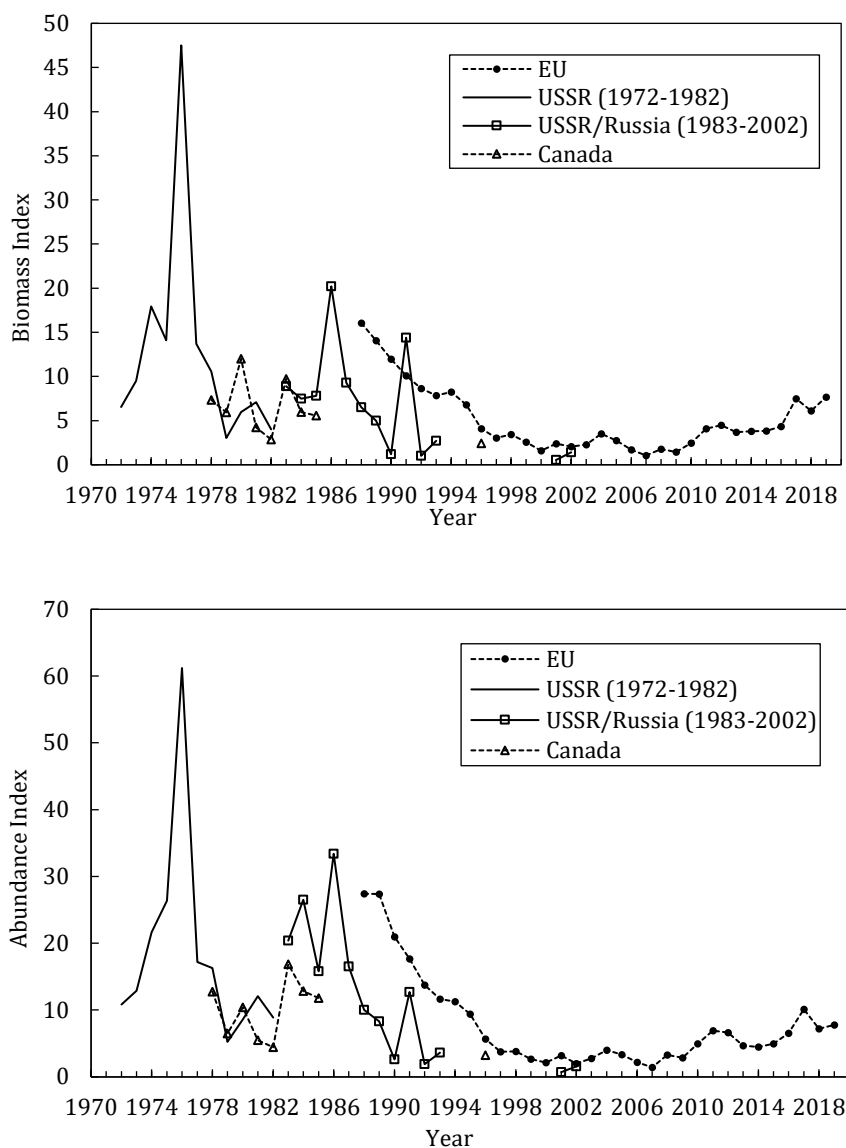 50
45
40
35
30
25
20
15
10
5
0
Biomass Index
EU
USSR (1972-1982)
USSR/Russia (1983-2002)
Canada
1970 1974 1978 1982 1986 1990 1994 1998 2002 2006 2010 2014 2018
Year
70
60
50
40
30
20
10
0
Abundance Index
EU
USSR (1972-1982)
USSR/Russia (1983-2002)
Canada
1970 1974 1978 1982 1986 1990 1994 1998 2002 2006 2010 2014 2018
Year